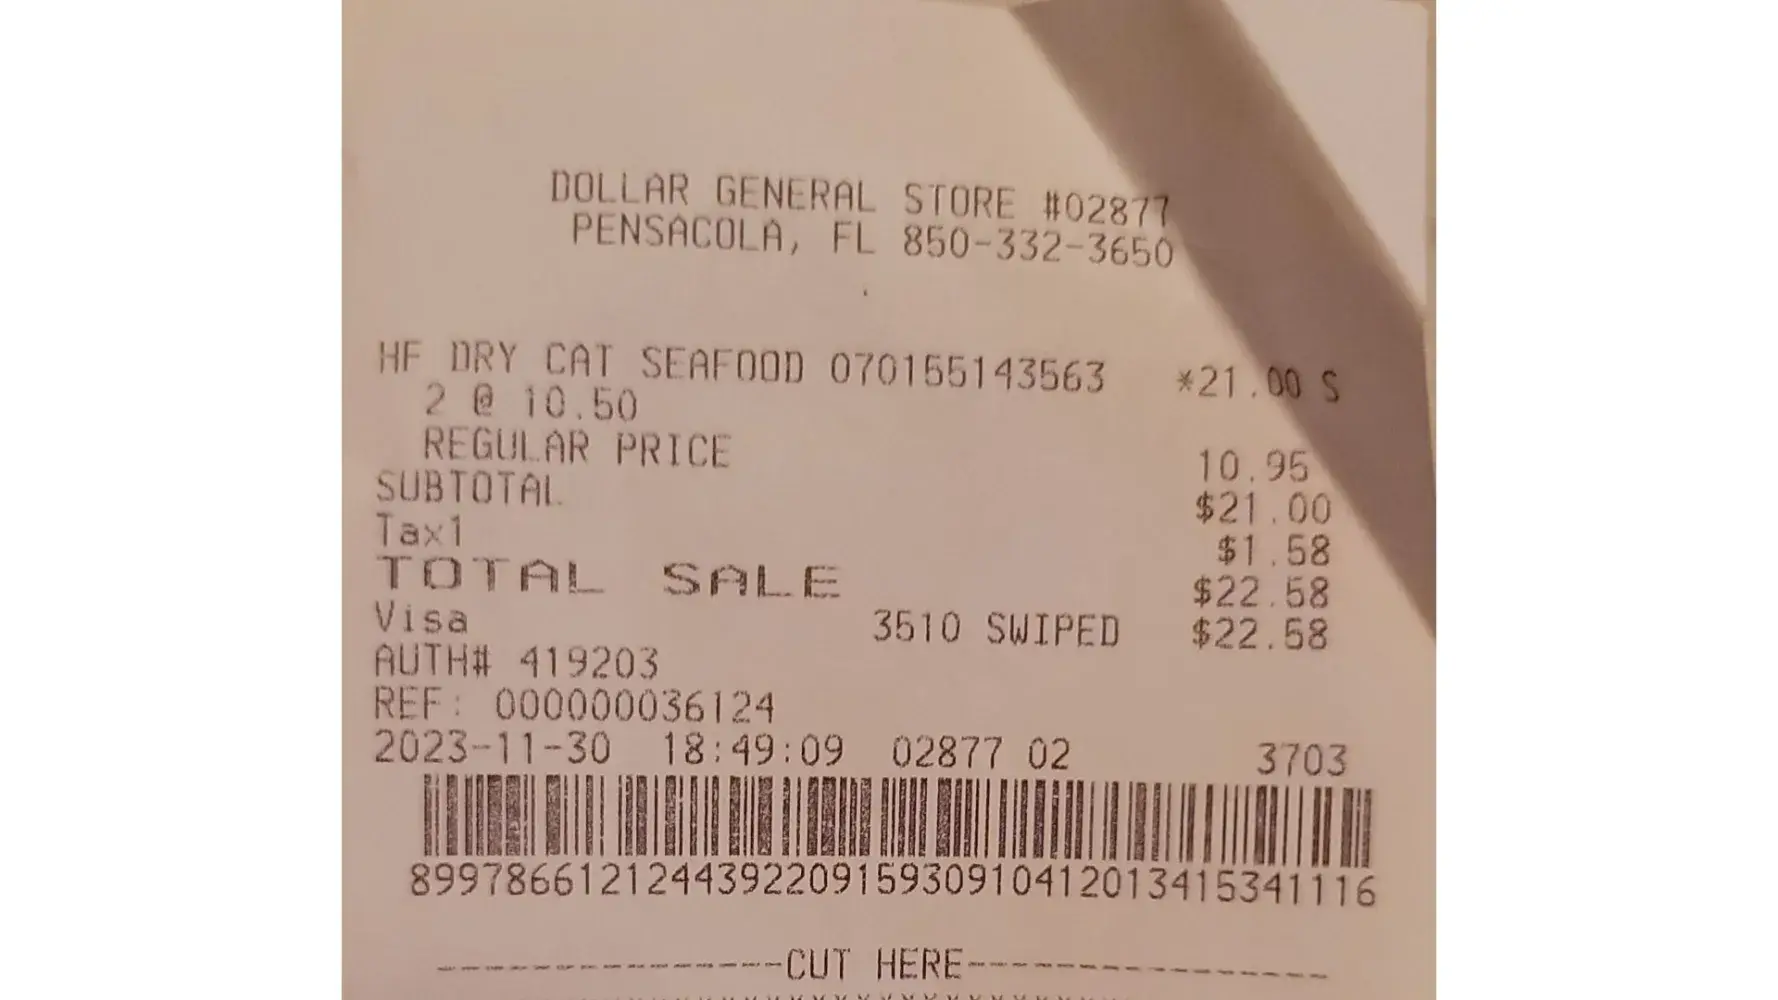 DOLLAR GENERAL STORE #02877
PENSACOLA, FL 850-332-3650
HF DRY CAT SEAFOOD 070155143563 *21.00 S
2 @ 10.50
REGULAR PRICE 10.95
SUBTOTAL $21.00
Tax1 $1.58
TOTAL SALE $22.58
Visa 3510 SWIPED $22.58
AUTH# 419203
REF: 000000036124
2023-11-30 18:49:09 02877 02 3703
8997866121244392209159309104120134153411116
-----------------CUT HERE-----------------